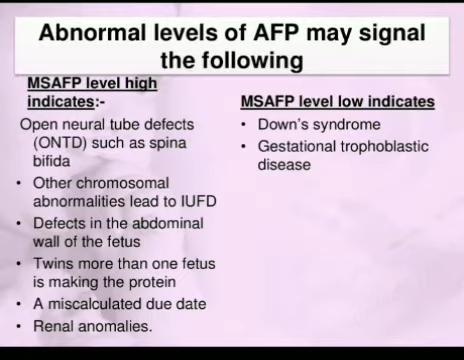 Abnormal levels of AFP may signal
the following
MSAFP level high
indicates:-
Open neural tube defects
(ONTD) such as spina
bifida
• Other chromosomal
abnormalities lead to IUFD
• Defects in the abdominal
wall of the fetus
• Twins more than one fetus
is making the protein
• A miscalculated due date
• Renal anomalies.
MSAFP level low indicates
• Down's syndrome
• Gestational trophoblastic
disease